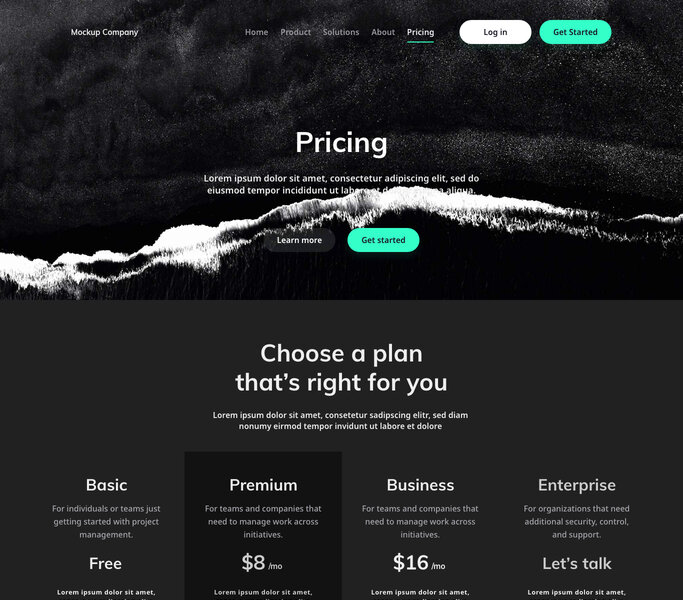 Mockup Company
Home Product Solutions About Pricing Log in Get Started
Pricing
Lorem ipsum dolor sit amet, consectetur adipiscing elit, sed do
eiusmod tempor incididunt ut labore et aliqua.
Learn more Get started
Choose a plan
that’s right for you
Lorem ipsum dolor sit amet, consetetur sadipscing elitr, sed diam
nonumy eirmod tempor invidunt ut labore et dolore
Basic
For individuals or teams just
getting started with project
management.
Free
Lorem ipsum dolor sit amet,
Premium
For teams and companies that
need to manage work across
initiatives.
$8 /mo
Lorem ipsum dolor sit amet,
Business
For teams and companies that
need to manage work across
initiatives.
$16 /mo
Lorem ipsum dolor sit amet,
Enterprise
For organizations that need
additional security, control,
and support.
Let’s talk
Lorem ipsum dolor sit amet,